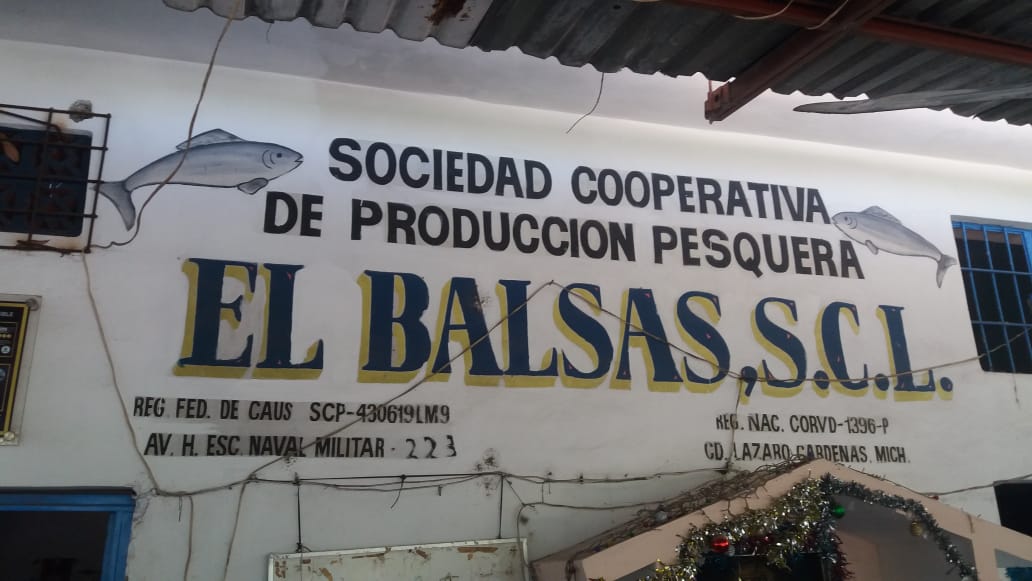 SOCIEDAD COOPERATIVA
DE PRODUCCION PESQUERA
EL BALSAS, S.C.L.
REG. FED. DE CAUS SCP-430619LM9
AV. H. ESC. NAVAL MILITAR - 223
REG. NAC. CORVD-1396-P
CD. LAZARO CARDENAS, MICH.